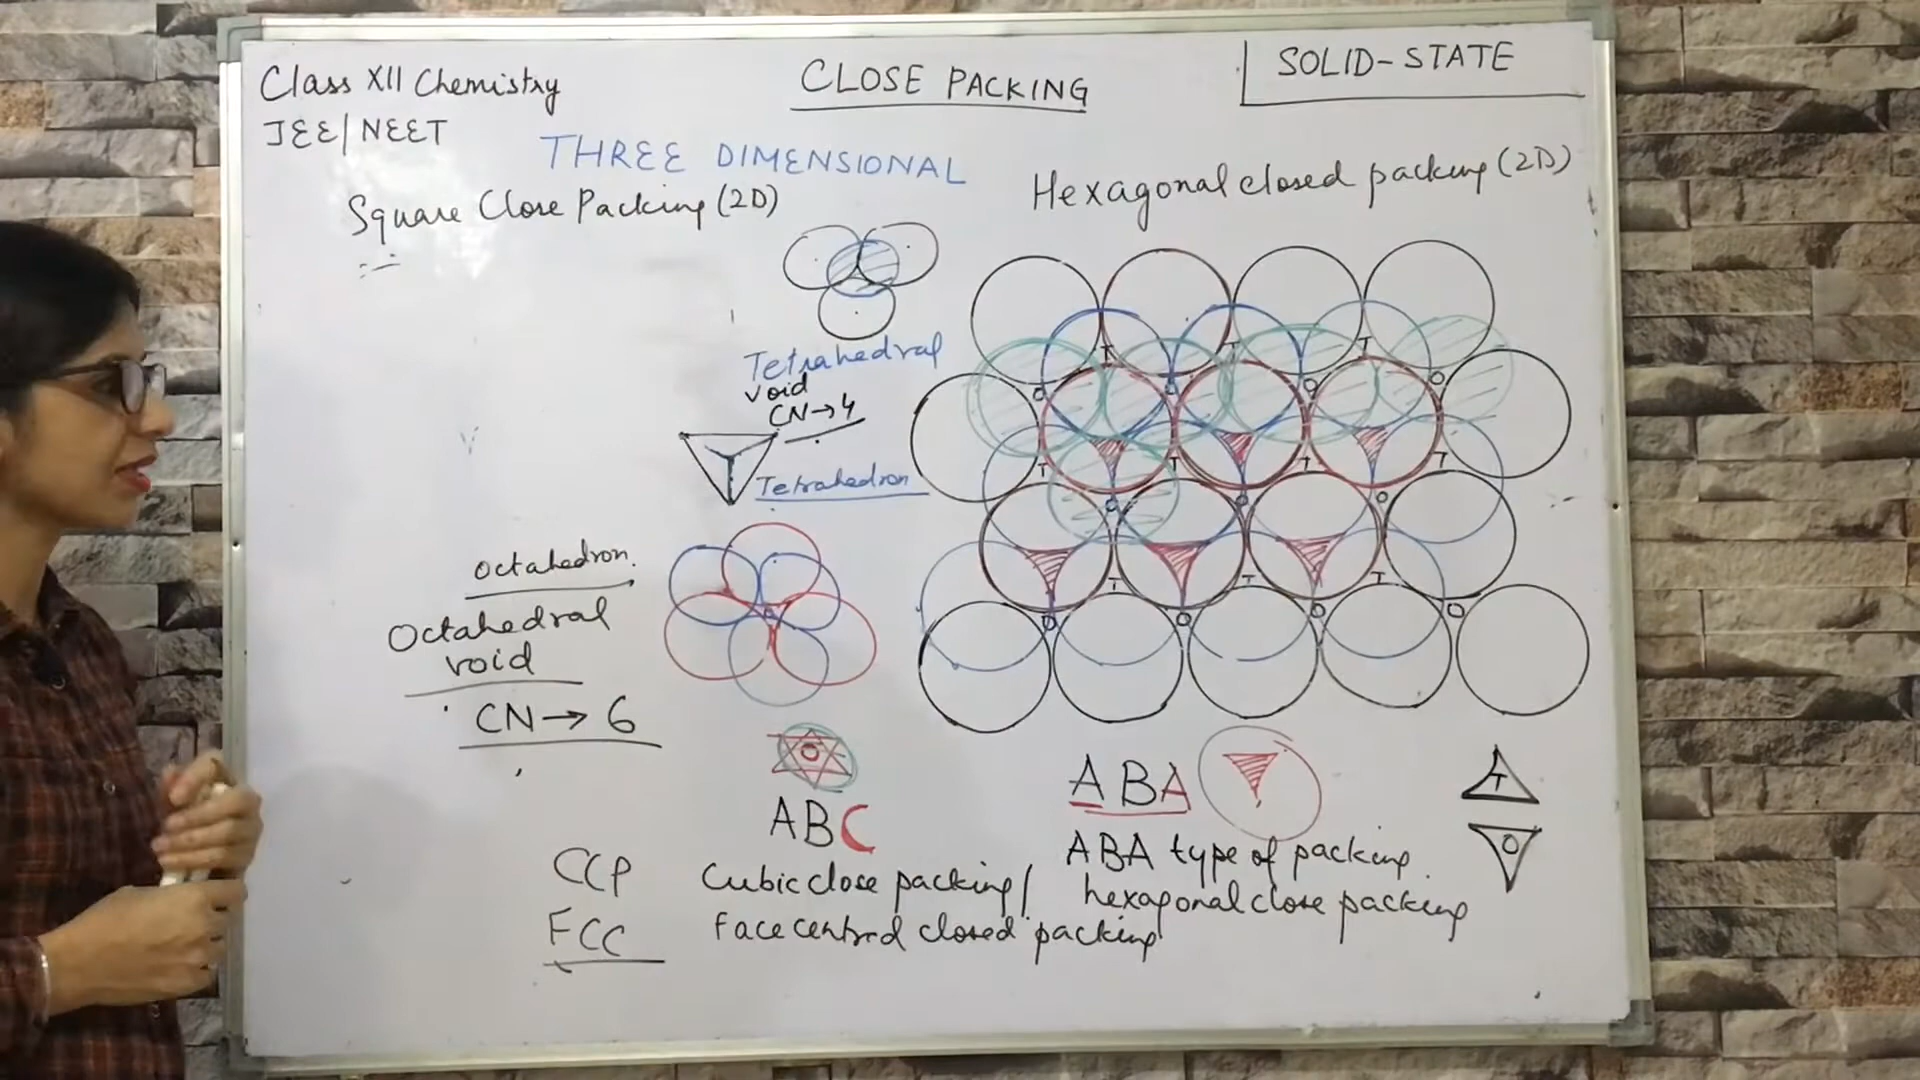 Class XII Chemistry
JEE/NEET
CLOSE PACKING
SOLID-STATE
THREE DIMENSIONAL
Square Close Packing (2D)
Hexagonal closed packing (2D)
Tetrahedral
void
CN→4
Tetrahedron
Octahedron
Octahedral
void
CN→6
T T T
O O O O
T T T T
O O O
T T T
O O O O
O
O
ABC
ABA
T
O
CCP
Cubic close packing/
FCC
Face centred closed packing
ABA type of packing
hexagonal close packing